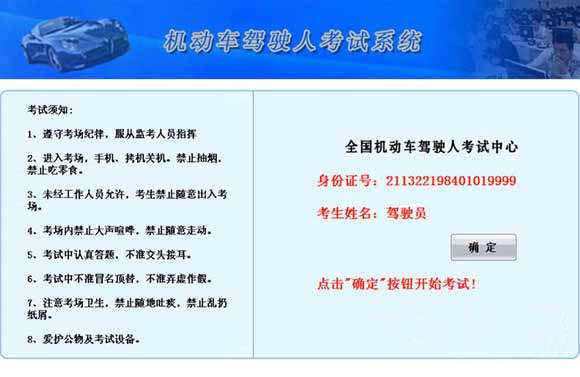 机动车驾驶人考试系统
考试须知:
1、遵守考场纪律，服从监考人员指挥
2、进入考场，手机、拷机关机。禁止抽烟，
禁止吃零食。
3、未经工作人员允许，考生禁止随意出入考
场。
4、考场内禁止大声喧哗，禁止随意走动。
5、考试中认真答题，不准交头接耳。
6、考试中不准冒名顶替，不准弄虚作假。
7、注意考场卫生，禁止随地吐痰，禁止乱扔
纸屑。
8、爱护公物及考试设备。
全国机动车驾驶人考试中心
身份证号: 211322198401019999
考生姓名: 驾驶员
确 定
点击"确定"按钮开始考试!